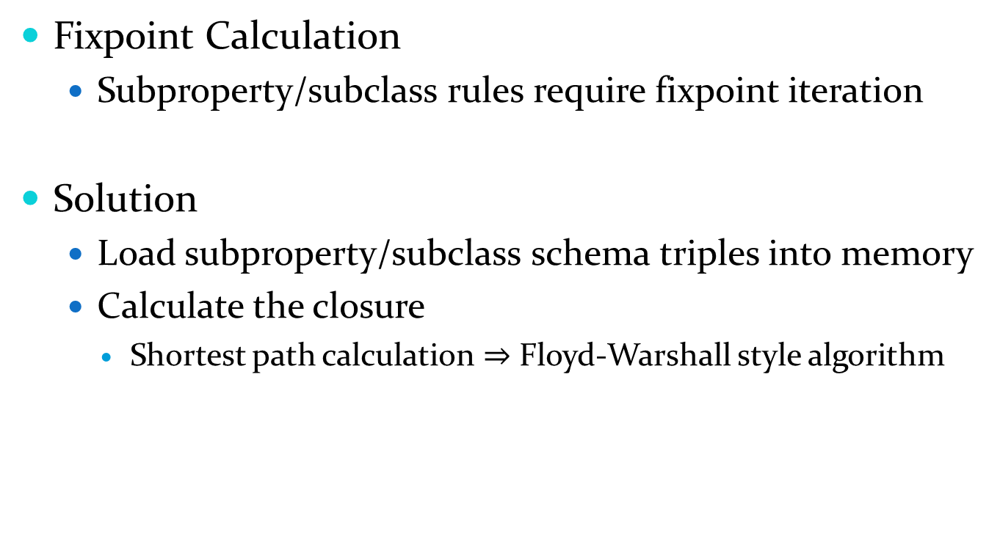 Fixpoint Calculation
Subproperty/subclass rules require fixpoint iteration
Solution
Load subproperty/subclass schema triples into memory
Calculate the closure
Shortest path calculation ⇒ Floyd-Warshall style algorithm